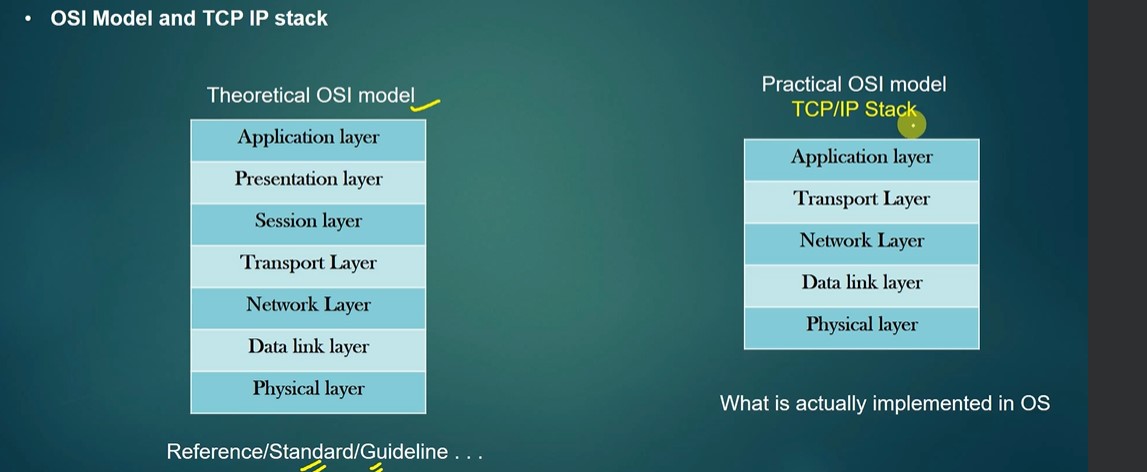 • OSI Model and TCP IP stack
Theoretical OSI model
Application layer
Presentation layer
Session layer
Transport Layer
Network Layer
Data link layer
Physical layer
Reference/Standard/Guideline . . .
Practical OSI model
TCP/IP Stack
Application layer
Transport Layer
Network Layer
Data link layer
Physical layer
What is actually implemented in OS